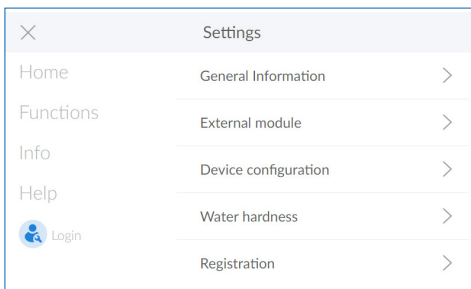 Settings
Home
Functions
Info
Help
Login
General Information
External module
Device configuration
Water hardness
Registration